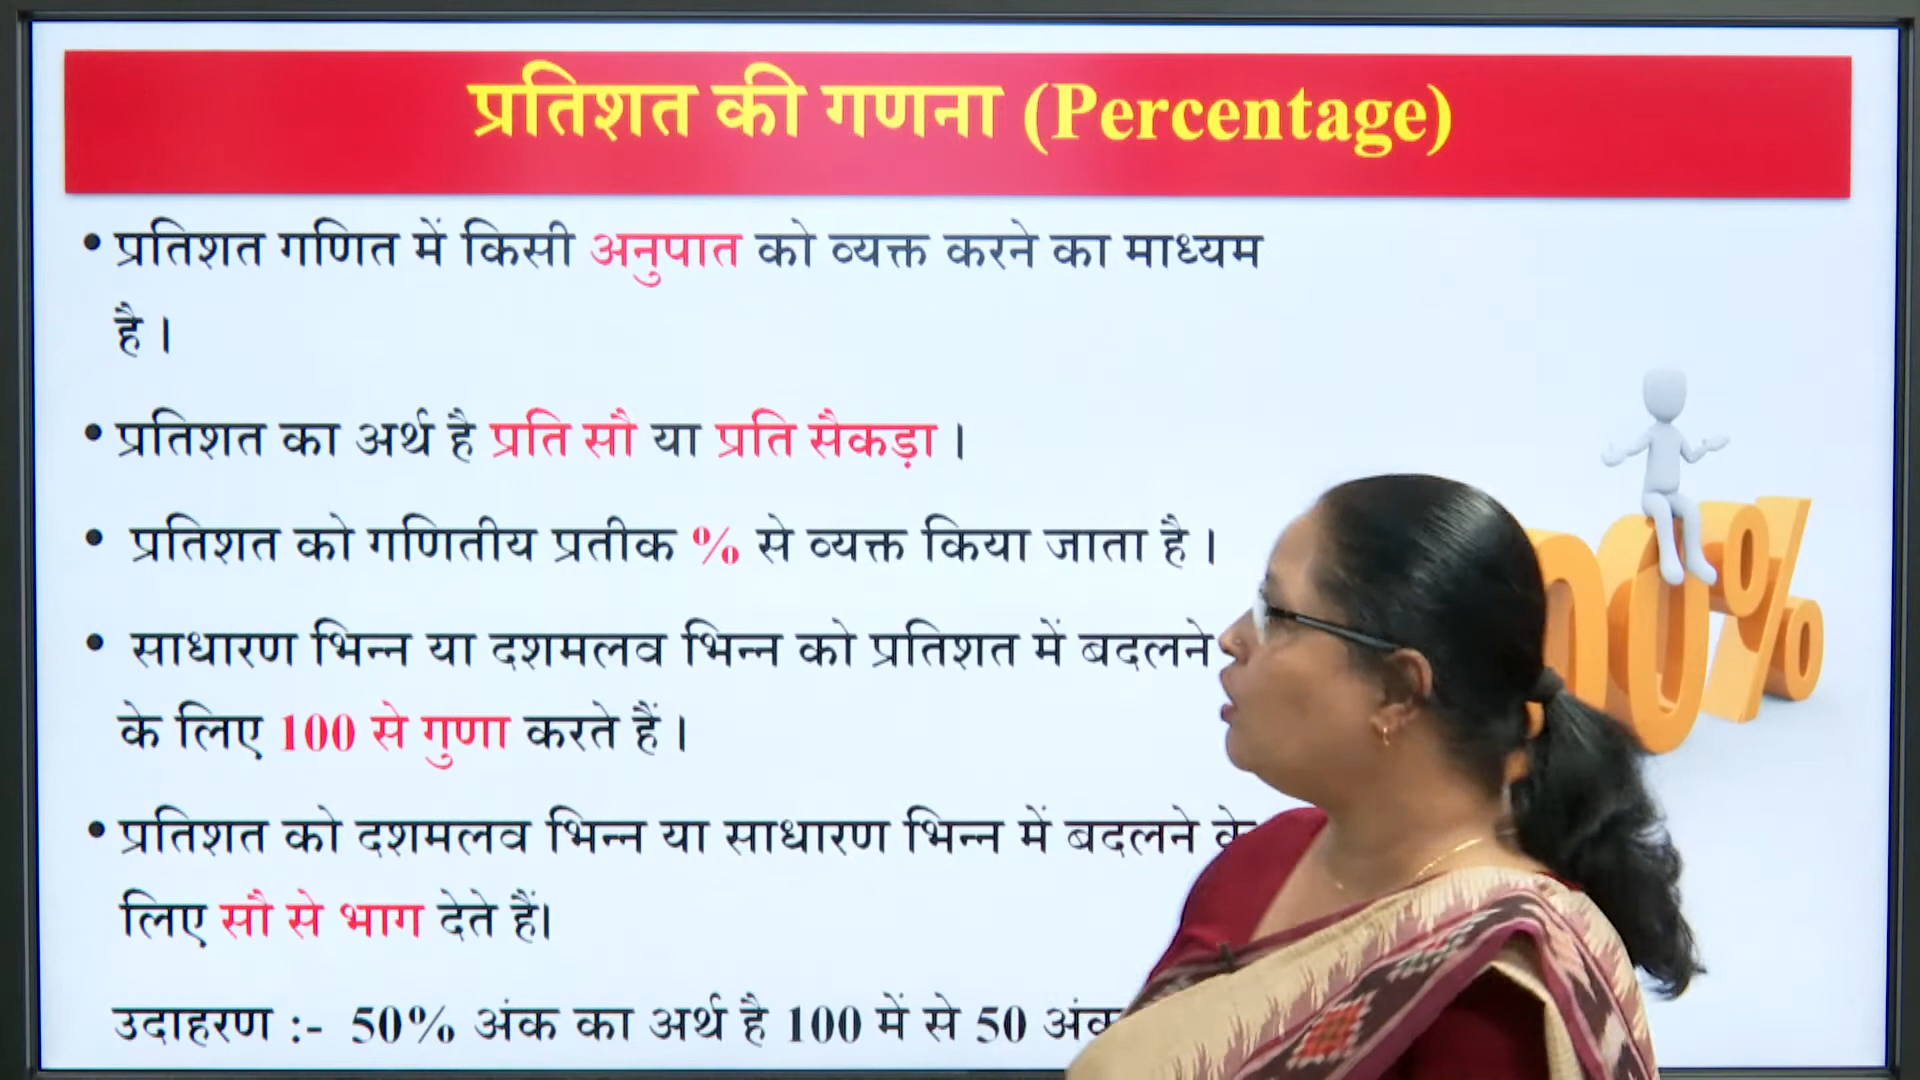 प्रतिशत की गणना (Percentage)
• प्रतिशत गणित में किसी अनुपात को व्यक्त करने का माध्यम
है।
• प्रतिशत का अर्थ है प्रति सौ या प्रति सैकड़ा।
• प्रतिशत को गणितीय प्रतीक % से व्यक्त किया जाता है।
• साधारण भिन्न या दशमलव भिन्न को प्रतिशत में बदलने
के लिए 100 से गुणा करते हैं।
• प्रतिशत को दशमलव भिन्न या साधारण भिन्न में बदलने के
लिए सौ से भाग देते हैं।
उदाहरण :- 50% अंक का अर्थ है 100 में से 50 अंक
00%